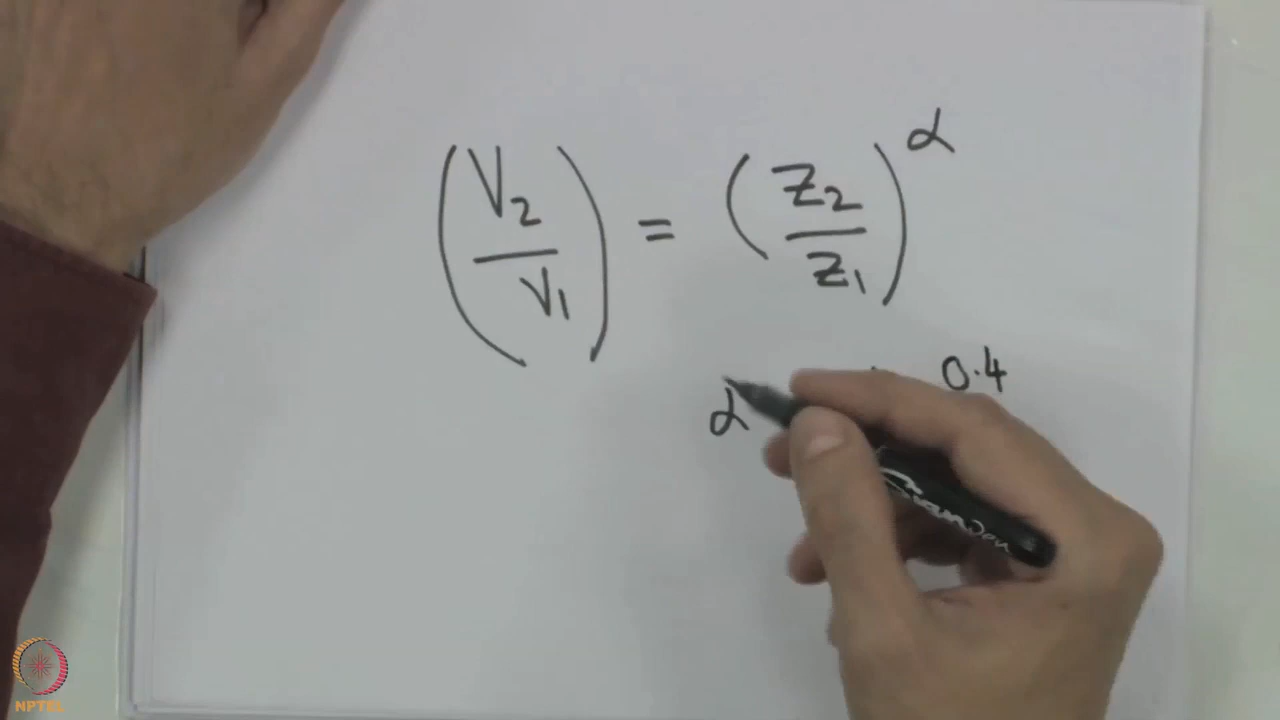 (V₂/V₁) = (Z₂/Z₁)^α
α 0.4
NPTEL